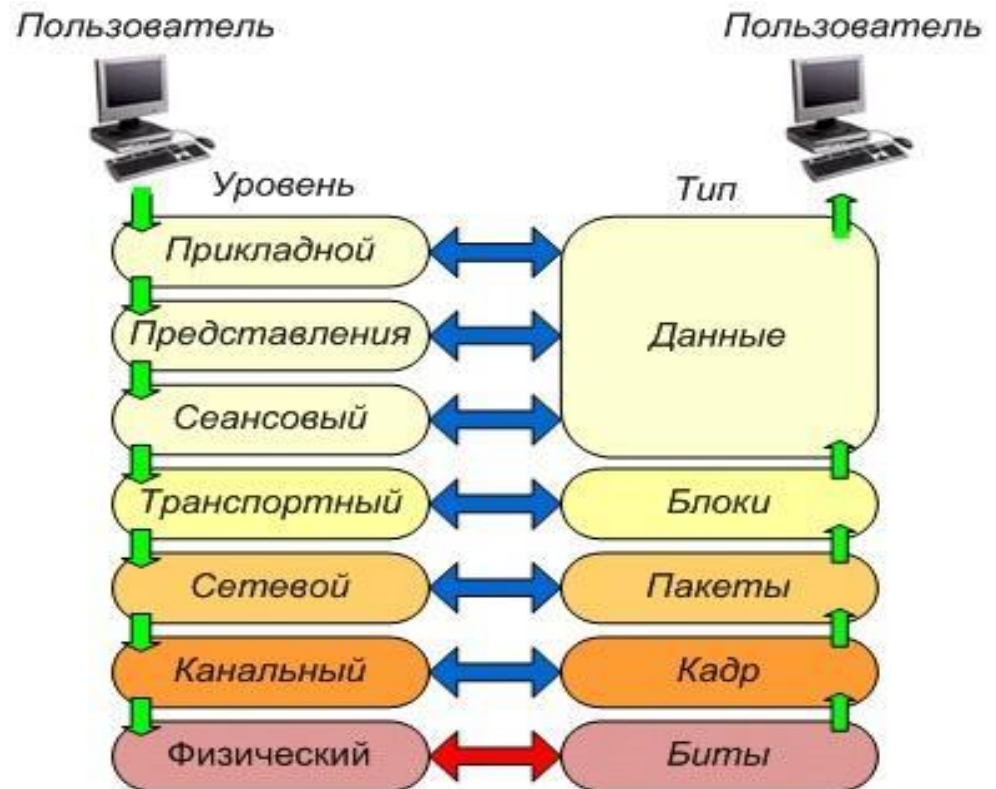 Пользователь
Пользователь
Уровень
Тип
Прикладной
Представления
Данные
Сеансовый
Транспортный
Блоки
Сетевой
Пакеты
Канальный
Кадр
Физический
Биты